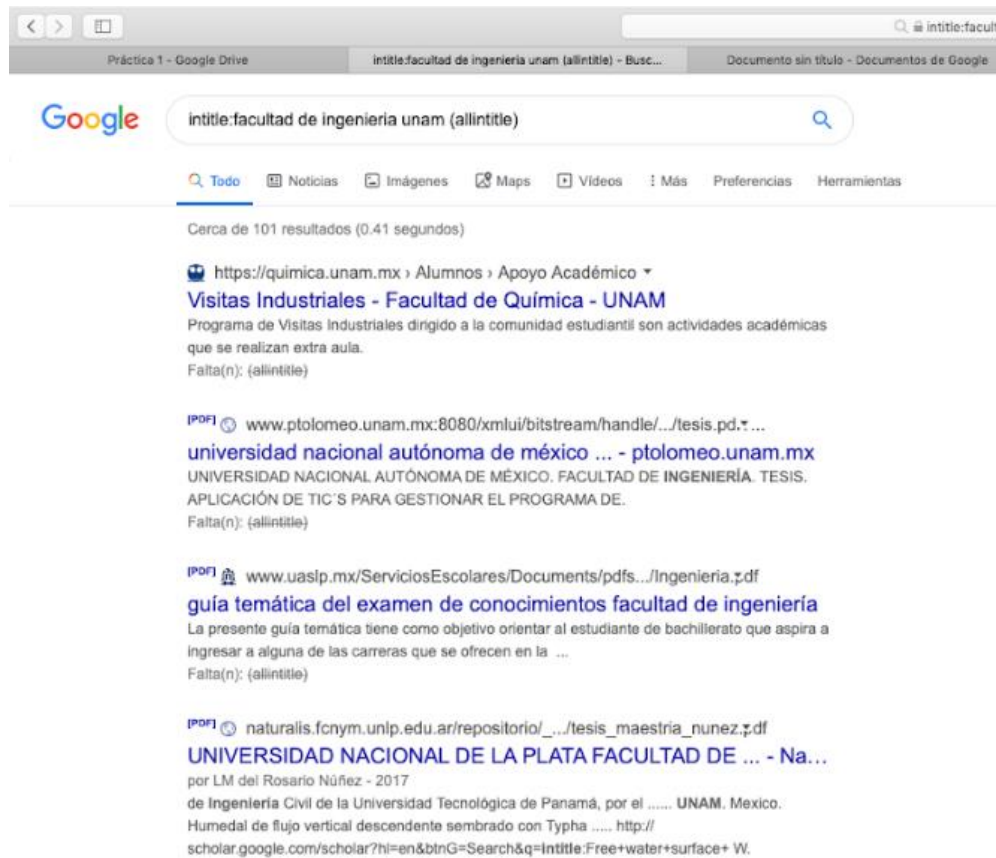 intitle:facult
Práctica 1 - Google Drive
intitle:facultad de ingenieria unam (allintitle) - Busc...
Documento sin título - Documentos de Google
Google
intitle:facultad de ingenieria unam (allintitle)
Todo Noticias Imágenes Maps Vídeos Más Preferencias Herramientas
Cerca de 101 resultados (0.41 segundos)
https://quimica.unam.mx › Alumnos › Apoyo Académico
Visitas Industriales - Facultad de Química - UNAM
Programa de Visitas Industriales dirigido a la comunidad estudiantil son actividades académicas
que se realizan extra aula.
Falta(n): (allintitle)
[PDF] www.ptolomeo.unam.mx:8080/xmlui/bitstream/handle/.../tesis.pd. ...
universidad nacional autónoma de méxico ... - ptolomeo.unam.mx
UNIVERSIDAD NACIONAL AUTÓNOMA DE MÉXICO. FACULTAD DE INGENIERÍA. TESIS.
APLICACIÓN DE TIC´S PARA GESTIONAR EL PROGRAMA DE.
Falta(n): (allintitle)
[PDF] www.uaslp.mx/ServiciosEscolares/Documents/pdfs.../Ingenieria.pdf
guía temática del examen de conocimientos facultad de ingeniería
La presente guía temática tiene como objetivo orientar al estudiante de bachillerato que aspira a
ingresar a alguna de las carreras que se ofrecen en la ...
Falta(n): (allintitle)
[PDF] naturalis.fcnym.unlp.edu.ar/repositorio/_.../tesis_maestria_nunez.pdf
UNIVERSIDAD NACIONAL DE LA PLATA FACULTAD DE ... - Na...
por LM del Rosario Núñez - 2017
de Ingeniería Civil de la Universidad Tecnológica de Panamá, por el ...... UNAM. Mexico.
Humedal de flujo vertical descendente sembrado con Typha ..... http://
scholar.google.com/scholar?hl=en&btnG=Search&q=intitle:Free+water+surface+ W.